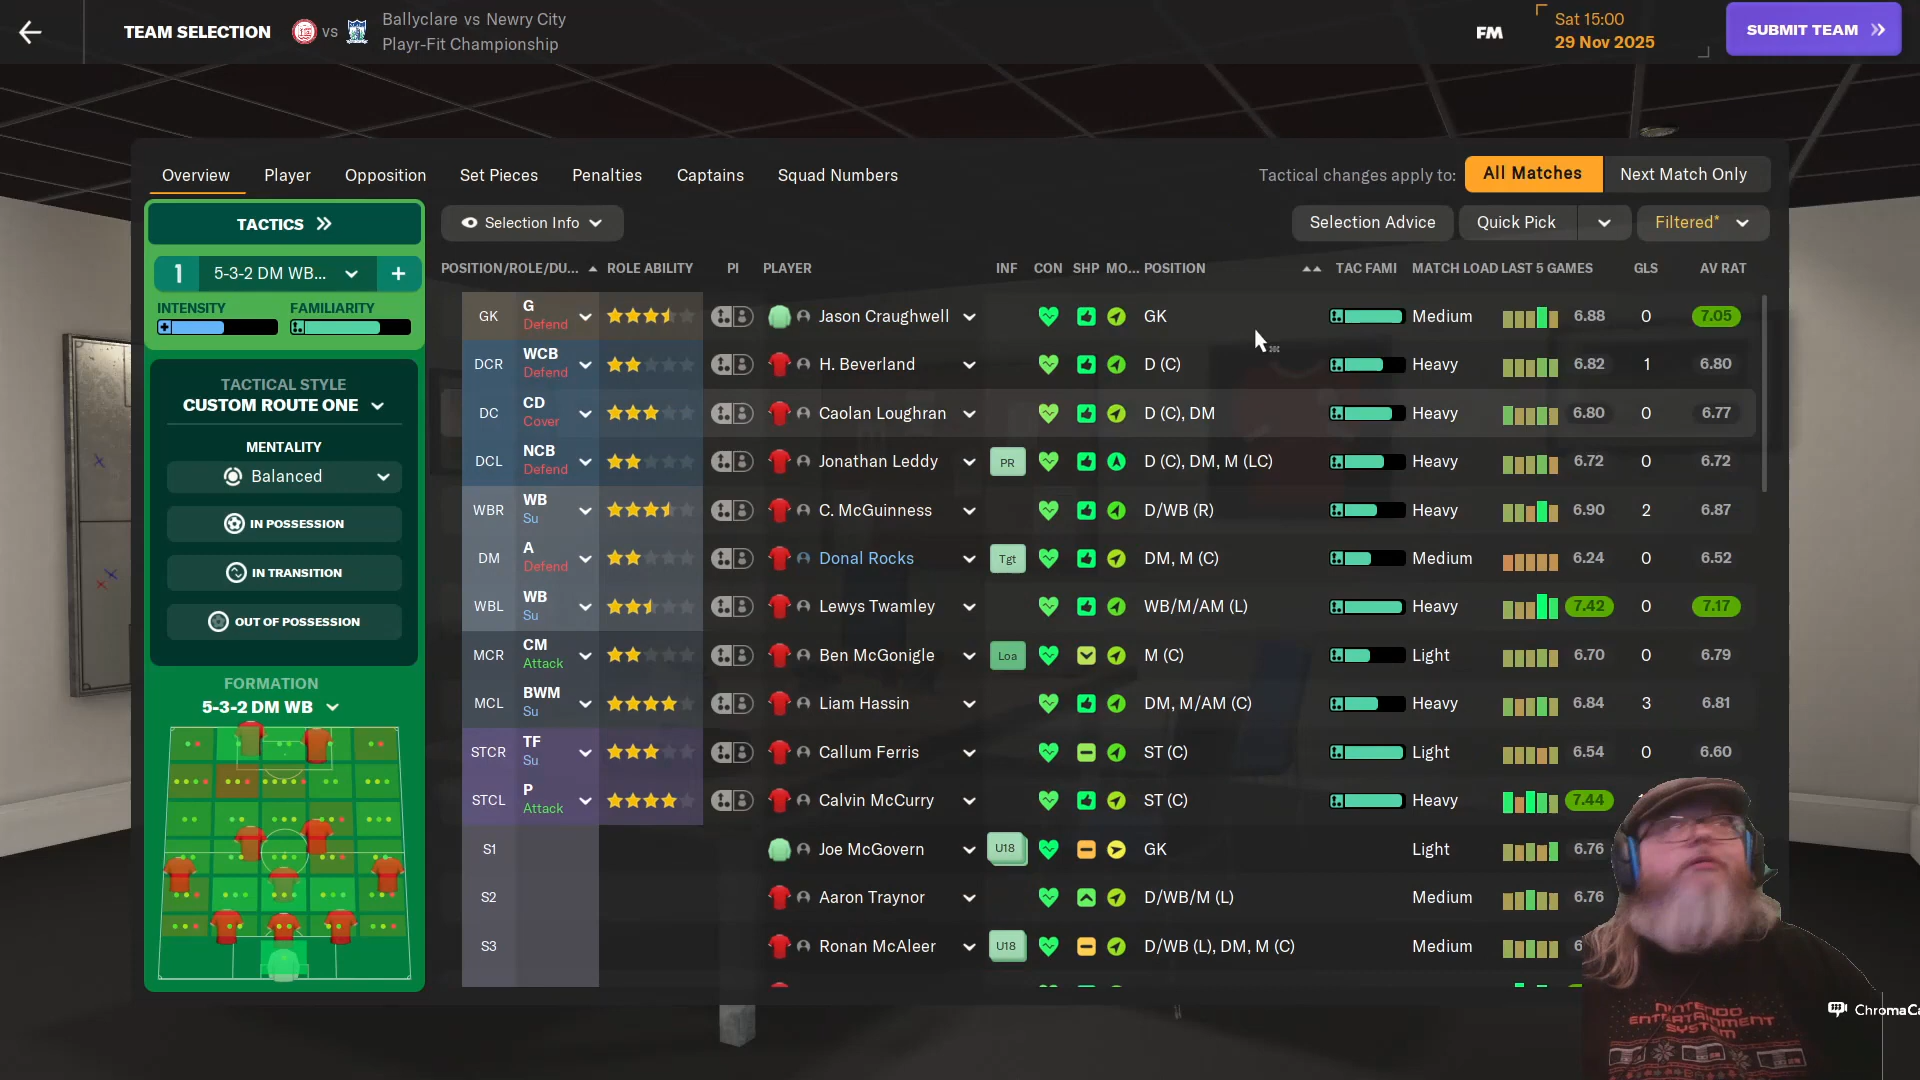 TEAM SELECTION
vs
Ballyclare vs Newry City
Playr-Fit Championship
FM
Sat 15:00
29 Nov 2025
SUBMIT TEAM
Overview
Player
Opposition
Set Pieces
Penalties
Captains
Squad Numbers
Tactical changes apply to:
All Matches
Next Match Only
TACTICS
Selection Info
Selection Advice
Quick Pick
Filtered*
1
5-3-2 DM WB...
+
INTENSITY
FAMILIARITY
TACTICAL STYLE
CUSTOM ROUTE ONE
MENTALITY
Balanced
IN POSSESSION
IN TRANSITION
OUT OF POSSESSION
FORMATION
5-3-2 DM WB
POSITION/ROLE/DU... ROLE ABILITY PI PLAYER INF CON SHP MO... POSITION TAC FAMI MATCH LOAD LAST 5 GAMES GLS AV RAT
GK G Defend Jason Craughwell GK Medium 6.88 0 7.05
DCR WCB Defend H. Beverland D (C) Heavy 6.82 1 6.80
DC CD Cover Caolan Loughran D (C), DM Heavy 6.80 0 6.77
DCL NCB Defend Jonathan Leddy PR D (C), DM, M (LC) Heavy 6.72 0 6.72
WBR WB Su C. McGuinness D/WB (R) Heavy 6.90 2 6.87
DM A Defend Donal Rocks Tgt DM, M (C) Medium 6.24 0 6.52
WBL WB Su Lewys Twamley WB/M/AM (L) Heavy 7.42 0 7.17
MCR CM Attack Ben McGonigle Loa M (C) Light 6.70 0 6.79
MCL BWM Su Liam Hassin DM, M/AM (C) Heavy 6.84 3 6.81
STCR TF Su Callum Ferris ST (C) Light 6.54 0 6.60
STCL P Attack Calvin McCurry ST (C) Heavy 7.44
S1 Joe McGovern U18 GK Light 6.76
S2 Aaron Traynor D/WB/M (L) Medium 6.76
S3 Ronan McAleer U18 D/WB (L), DM, M (C) Medium
NINTENDO
ENTERTAINMENT
SYSTEM
ChromaCa